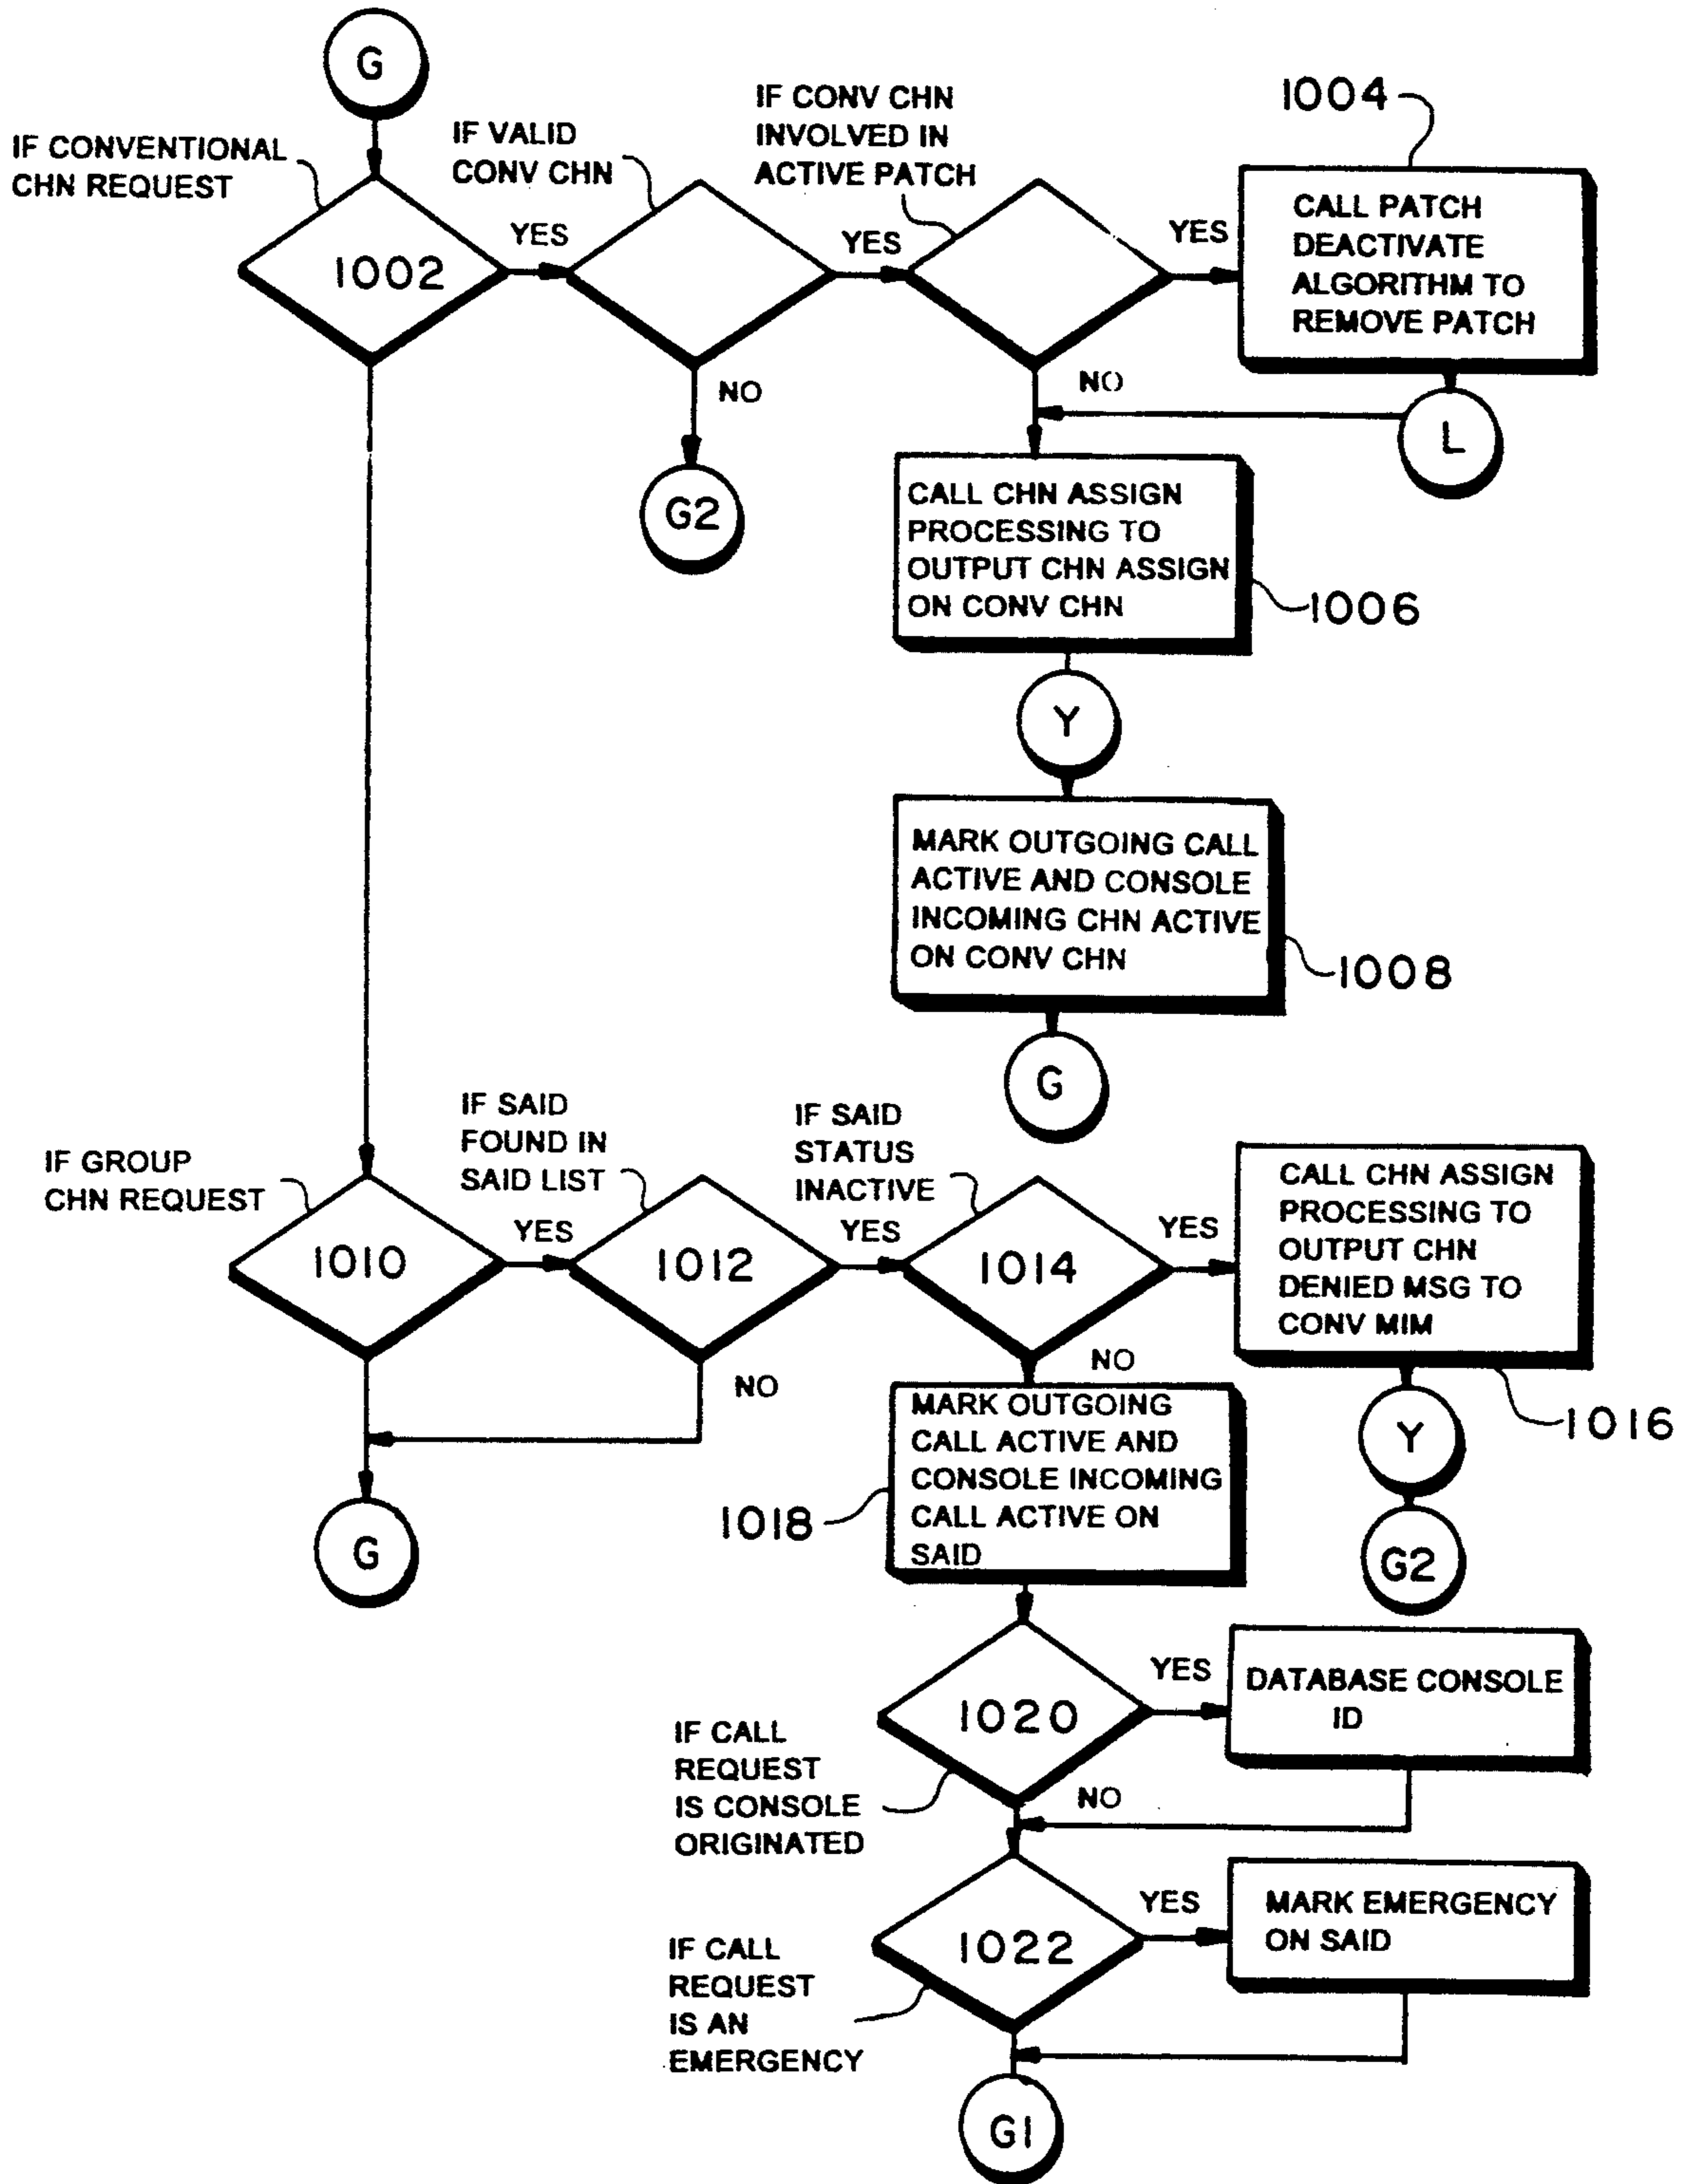 G
IF CONVENTIONAL
CHN REQUEST
1002
YES
IF VALID
CONV CHN
YES
NO
G2
IF CONV CHN
INVOLVED IN
ACTIVE PATCH
YES
NO
1004
CALL PATCH
DEACTIVATE
ALGORITHM TO
REMOVE PATCH
L
CALL CHN ASSIGN
PROCESSING TO
OUTPUT CHN ASSIGN
ON CONV CHN
1006
Y
MARK OUTGOING CALL
ACTIVE AND CONSOLE
INCOMING CHN ACTIVE
ON CONV CHN
1008
G
IF GROUP
CHN REQUEST
1010
YES
IF SAID
FOUND IN
SAID LIST
1012
YES
NO
G
IF SAID
STATUS
INACTIVE
1014
YES
NO
CALL CHN ASSIGN
PROCESSING TO
OUTPUT CHN
DENIED MSG TO
CONV MIM
1016
Y
G2
MARK OUTGOING
CALL ACTIVE AND
CONSOLE INCOMING
CALL ACTIVE ON
SAID
1018
1020
IF CALL
REQUEST
IS CONSOLE
ORIGINATED
YES
NO
DATABASE CONSOLE
ID
1022
IF CALL
REQUEST
IS AN
EMERGENCY
YES
MARK EMERGENCY
ON SAID
G1